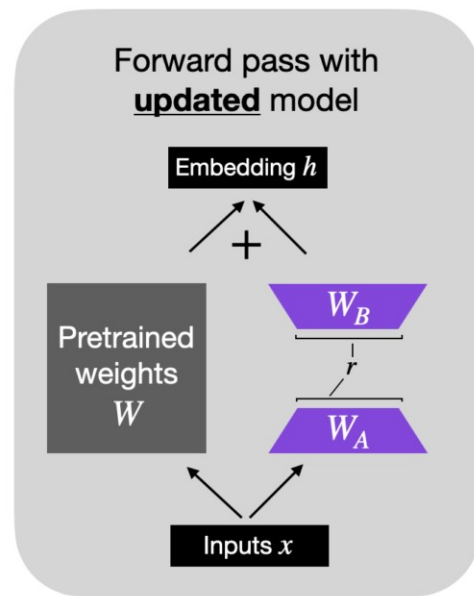 Forward pass with
updated model
Embedding h
+
Pretrained
weights
W
W_B
r
W_A
Inputs x